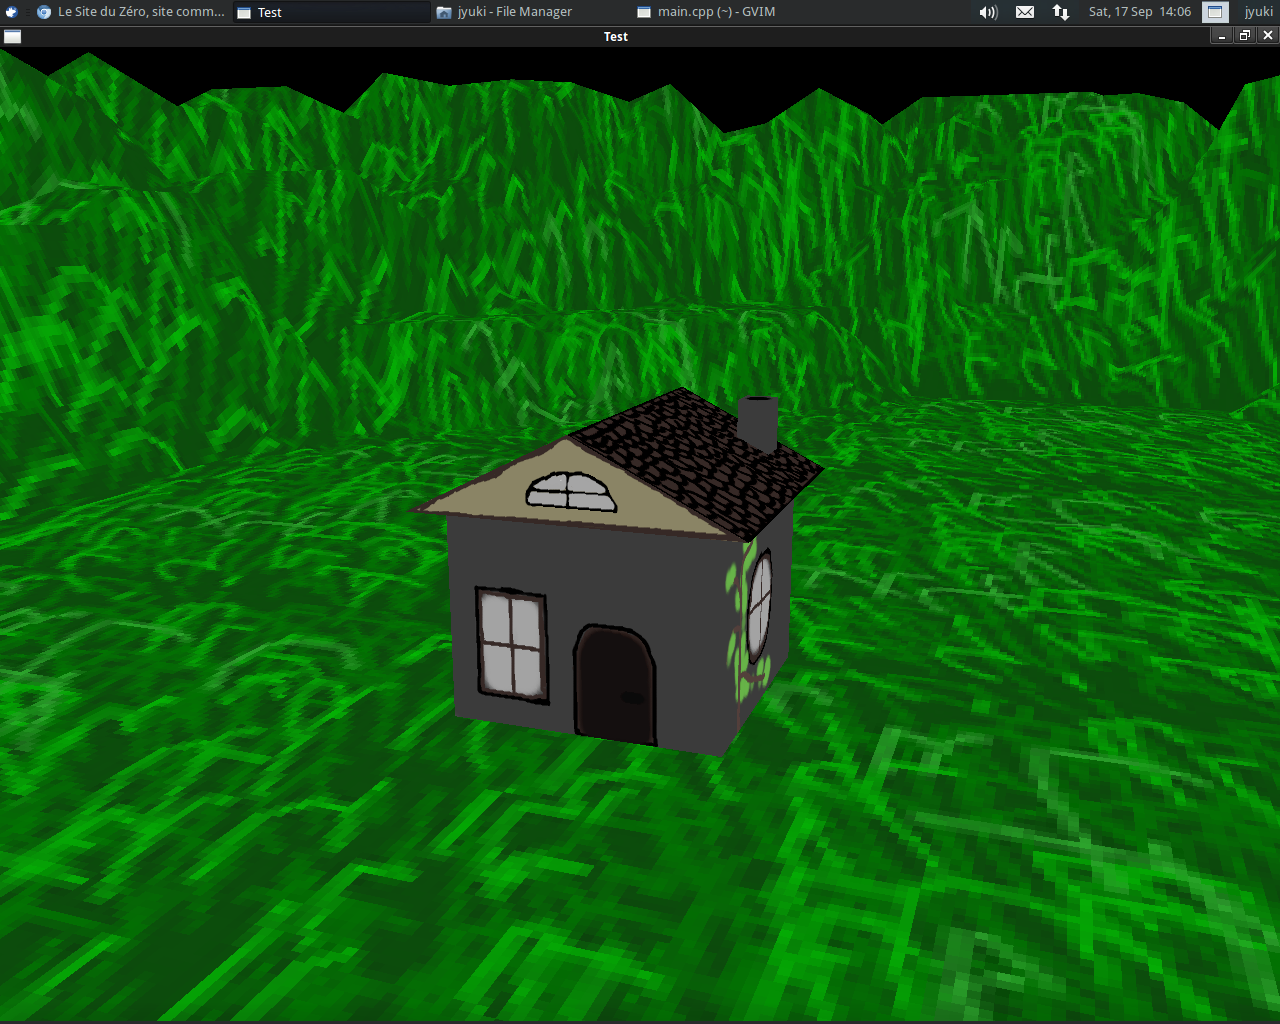 Le Site du Zéro, site comm... Test jyuki - File Manager main.cpp (~) - GVIM Sat, 17 Sep 14:06 jyuki
Test